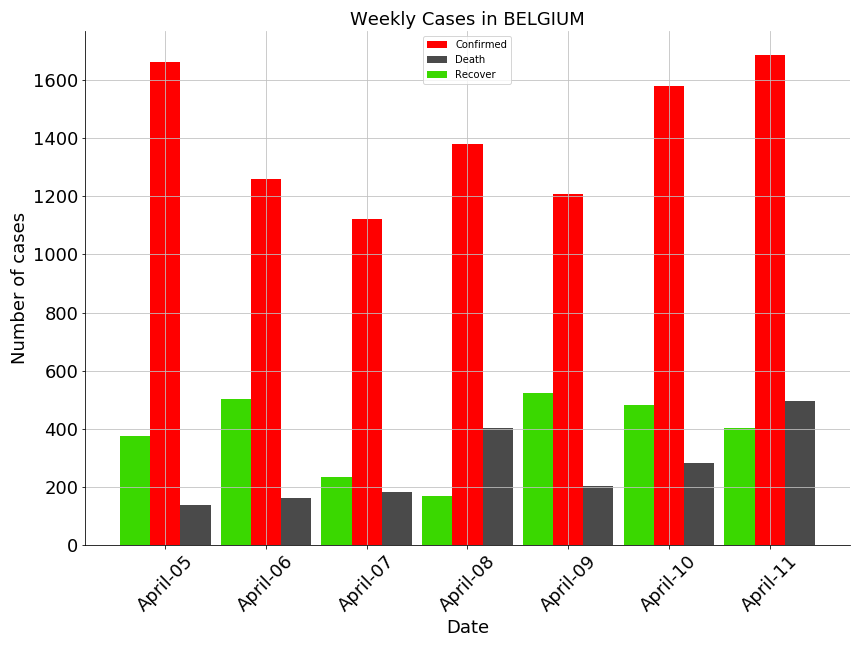 Weekly Cases in BELGIUM
Confirmed
Death
Recover
Number of cases
1600
1400
1200
1000
800
600
400
200
0
April-05
April-06
April-07
April-08
April-09
April-10
April-11
Date